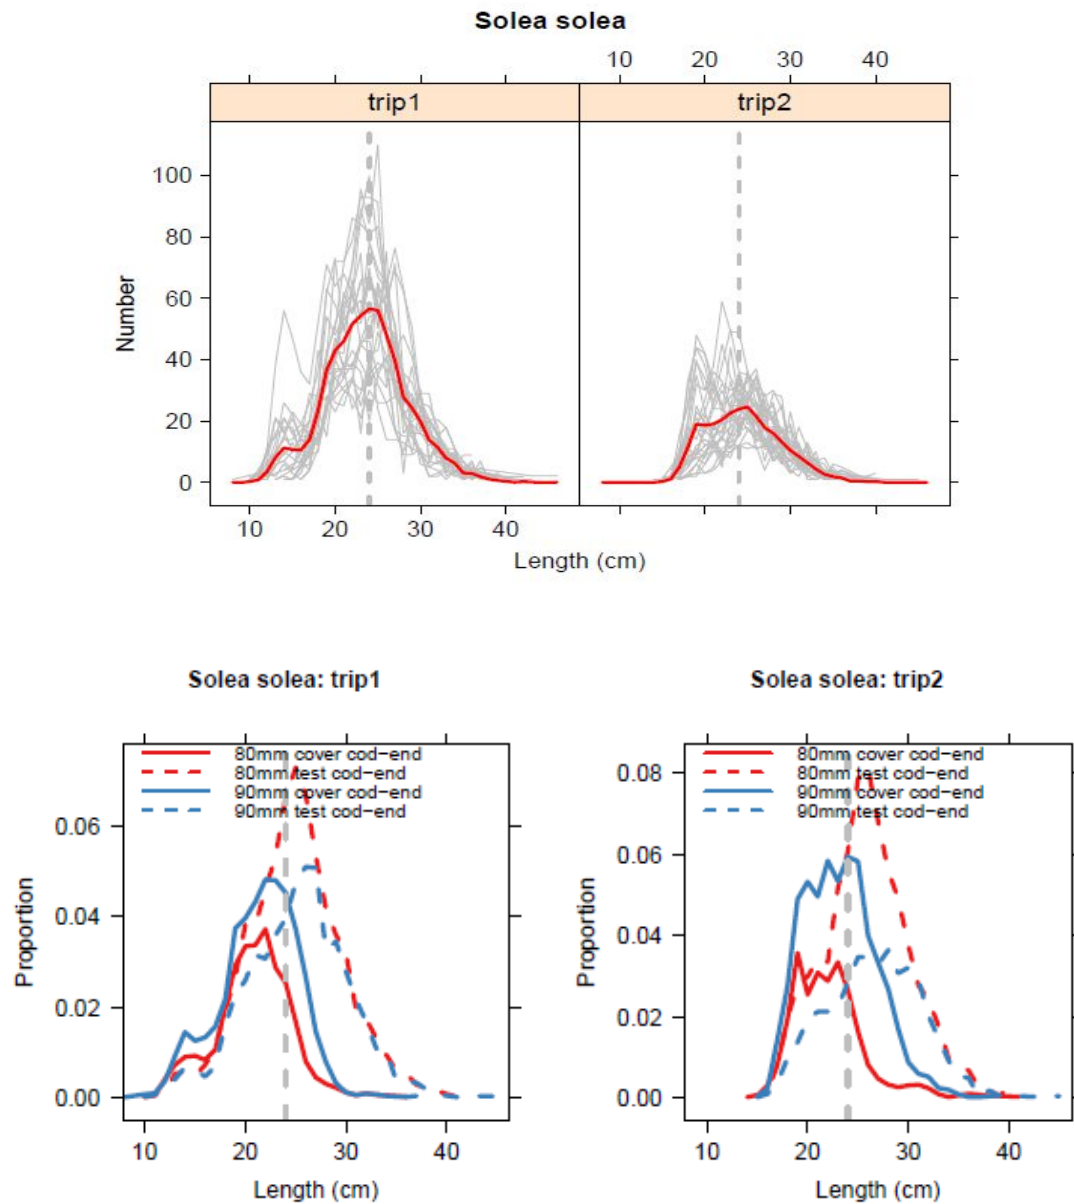 Solea solea
10 20 30 40
trip1 trip2
100
80
60
40
20
0
Number
10 20 30 40
Length (cm)
Solea solea: trip1
80mm cover cod-end
80mm test cod-end
90mm cover cod-end
90mm test cod-end
0.06
0.04
0.02
0.00
Proportion
10 20 30 40
Length (cm)
Solea solea: trip2
80mm cover cod-end
80mm test cod-end
90mm cover cod-end
90mm test cod-end
0.08
0.06
0.04
0.02
0.00
Proportion
10 20 30 40
Length (cm)